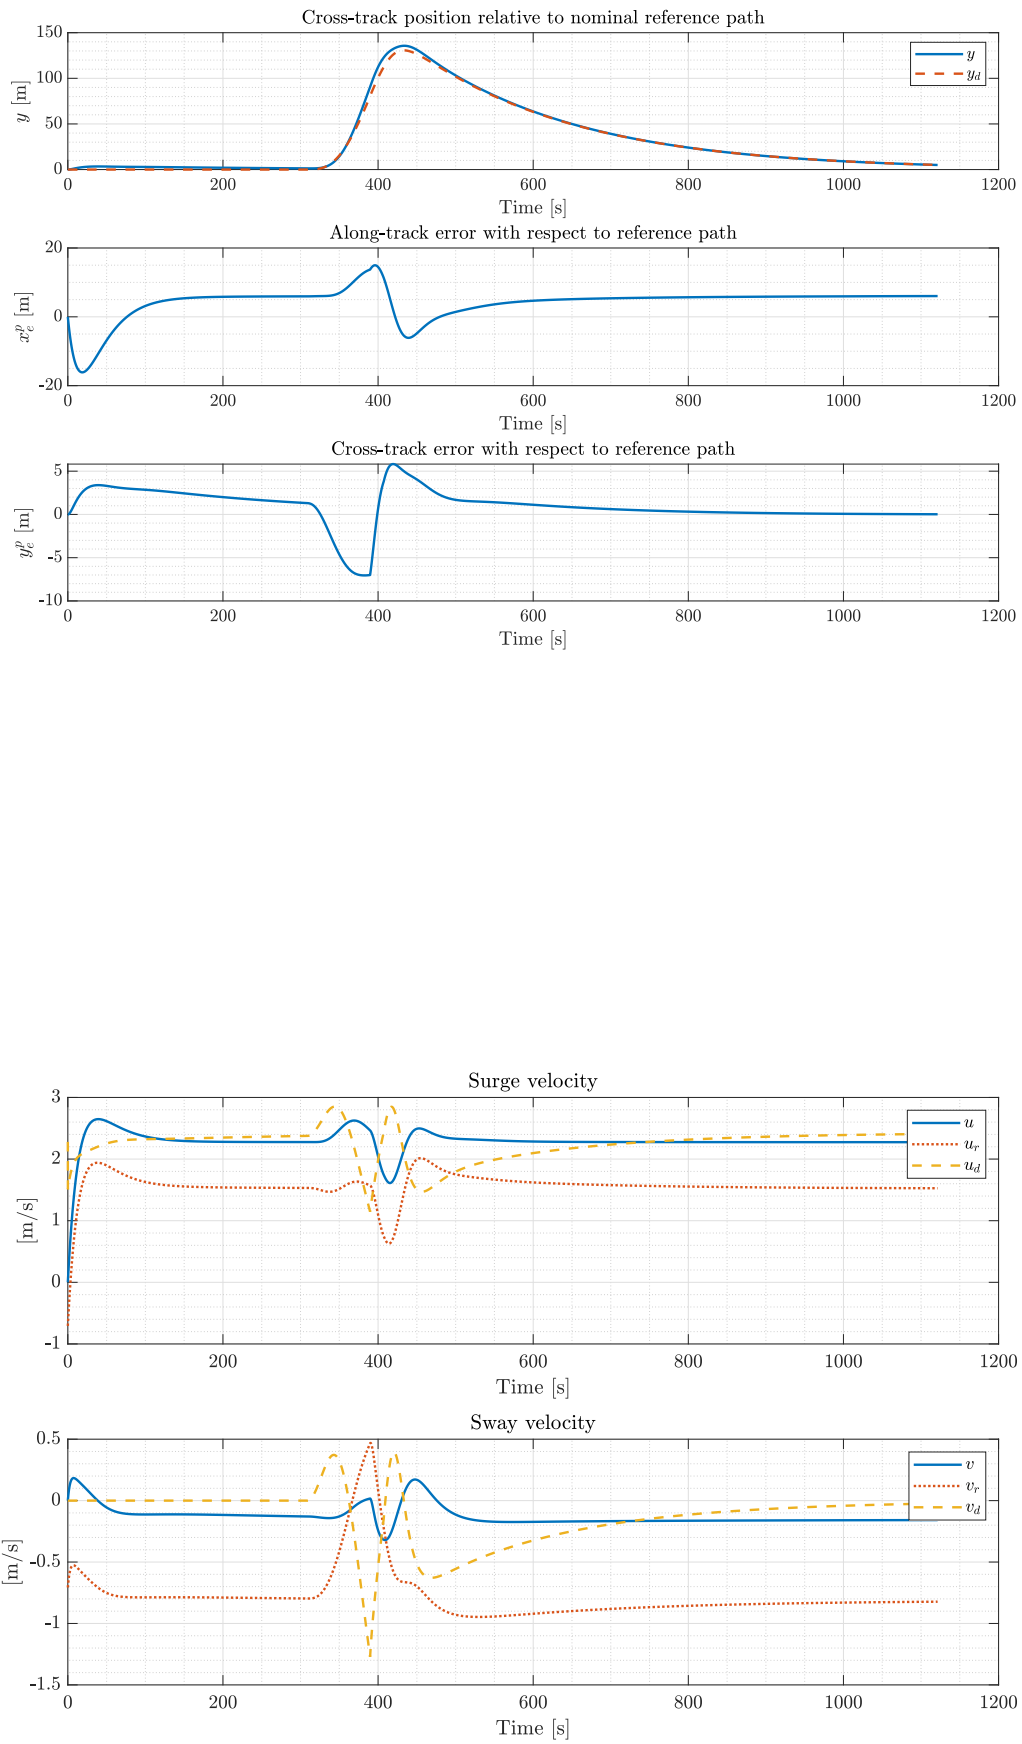 Cross-track position relative to nominal reference path
150
100
50
0
y [m]
y
y_d
0 200 400 600 800 1000 1200
Time [s]
Along-track error with respect to reference path
20
0
-20
x_e^p [m]
0 200 400 600 800 1000 1200
Time [s]
Cross-track error with respect to reference path
5
0
-5
-10
y_e^p [m]
0 200 400 600 800 1000 1200
Time [s]
Surge velocity
3
2
1
0
-1
[m/s]
u
u_r
u_d
0 200 400 600 800 1000 1200
Time [s]
Sway velocity
0.5
0
-0.5
-1
-1.5
[m/s]
v
v_r
v_d
0 200 400 600 800 1000 1200
Time [s]